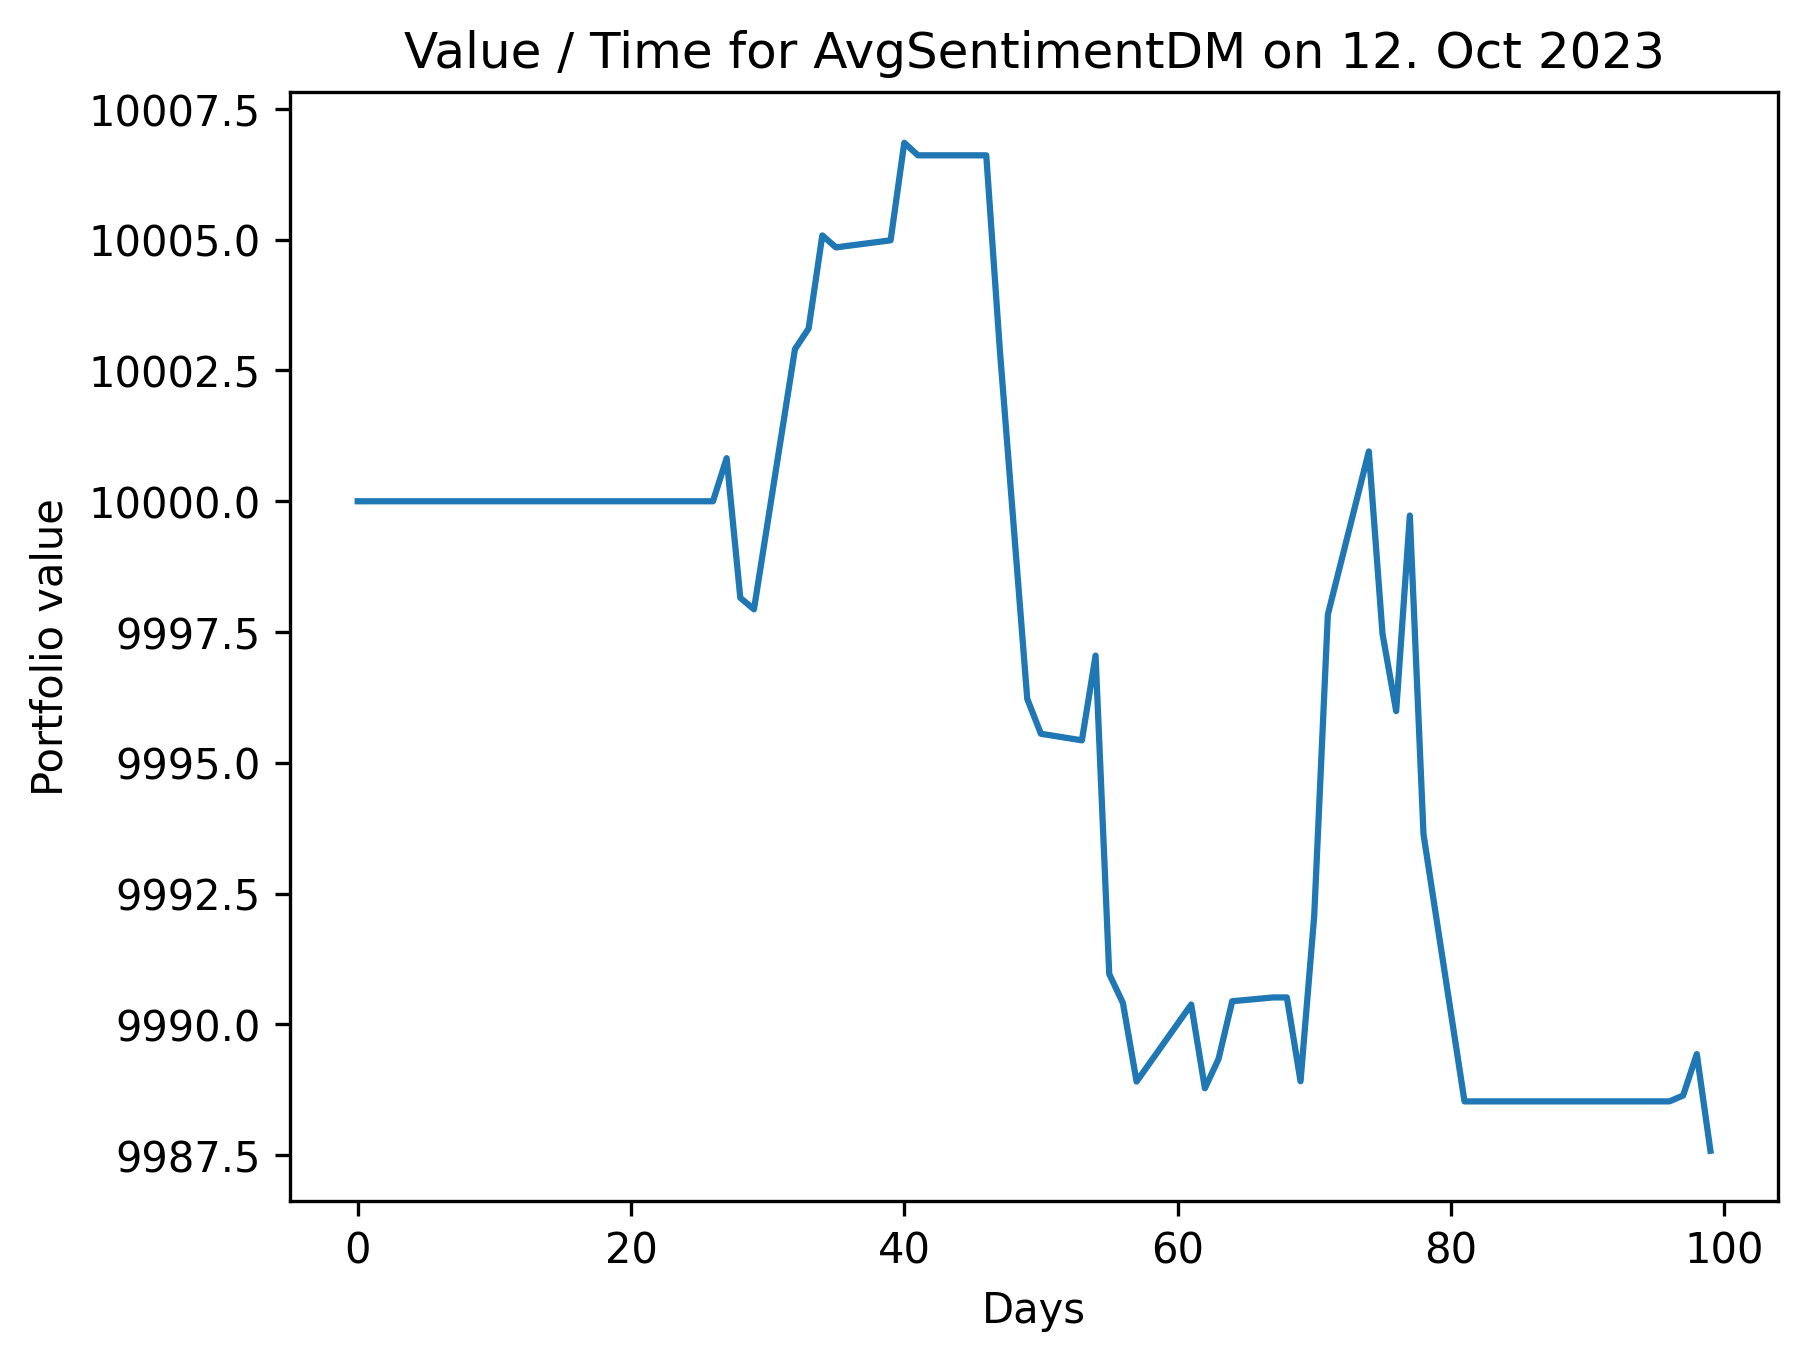 Value / Time for AvgSentimentDM on 12. Oct 2023
10007.5
10005.0
10002.5
10000.0
9997.5
9995.0
9992.5
9990.0
9987.5
Portfolio value
0 20 40 60 80 100
Days